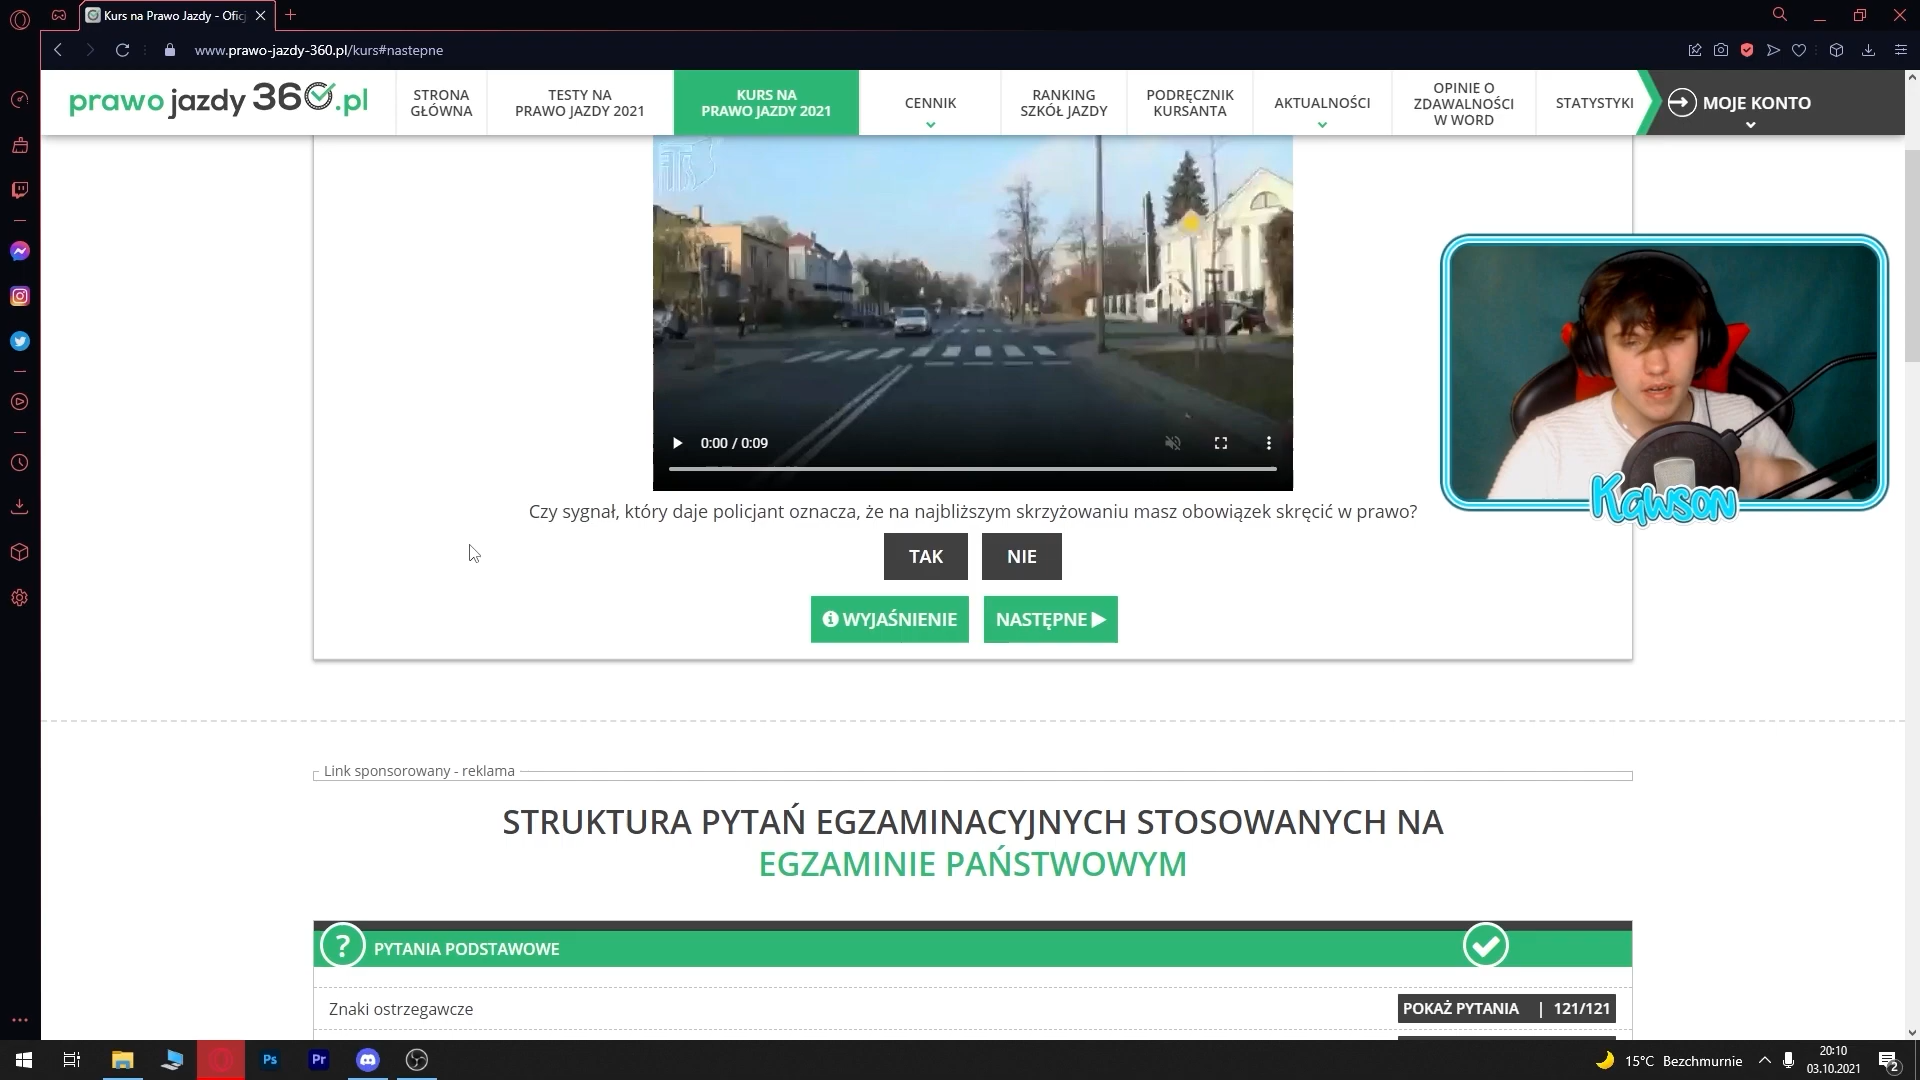 Kurs na Prawo Jazdy - Ofic
www.prawo-jazdy-360.pl/kurs#nastepne
prawo jazdy 360.pl
STRONA
GŁÓWNA
TESTY NA
PRAWO JAZDY 2021
KURS NA
PRAWO JAZDY 2021
CENNIK
RANKING
SZKÓŁ JAZDY
PODRĘCZNIK
KURSANTA
AKTUALNOŚCI
OPINIE O
ZDAWALNOŚCI
W WORD
STATYSTYKI
MOJE KONTO
ITS
0:00 / 0:09
Kawson
Czy sygnał, który daje policjant oznacza, że na najbliższym skrzyżowaniu masz obowiązek skręcić w prawo?
TAK
NIE
WYJAŚNIENIE
NASTĘPNE
Link sponsorowany - reklama
STRUKTURA PYTAŃ EGZAMINACYJNYCH STOSOWANYCH NA
EGZAMINIE PAŃSTWOWYM
? PYTANIA PODSTAWOWE
Znaki ostrzegawcze
POKAŻ PYTANIA | 121/121
Ps
Pr
15°C Bezchmurnie
20:10
03.10.2021
2